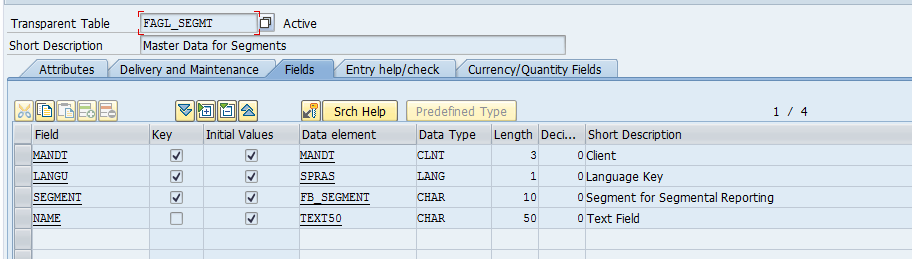 Transparent Table FAGL_SEGMT Active
Short Description Master Data for Segments
Attributes Delivery and Maintenance Fields Entry help/check Currency/Quantity Fields
Srch Help Predefined Type 1 / 4
Field Key Initial Values Data element Data Type Length Deci... Short Description
MANDT MANDT CLNT 3 0 Client
LANGU SPRAS LANG 1 0 Language Key
SEGMENT FB_SEGMENT CHAR 10 0 Segment for Segmental Reporting
NAME TEXT50 CHAR 50 0 Text Field